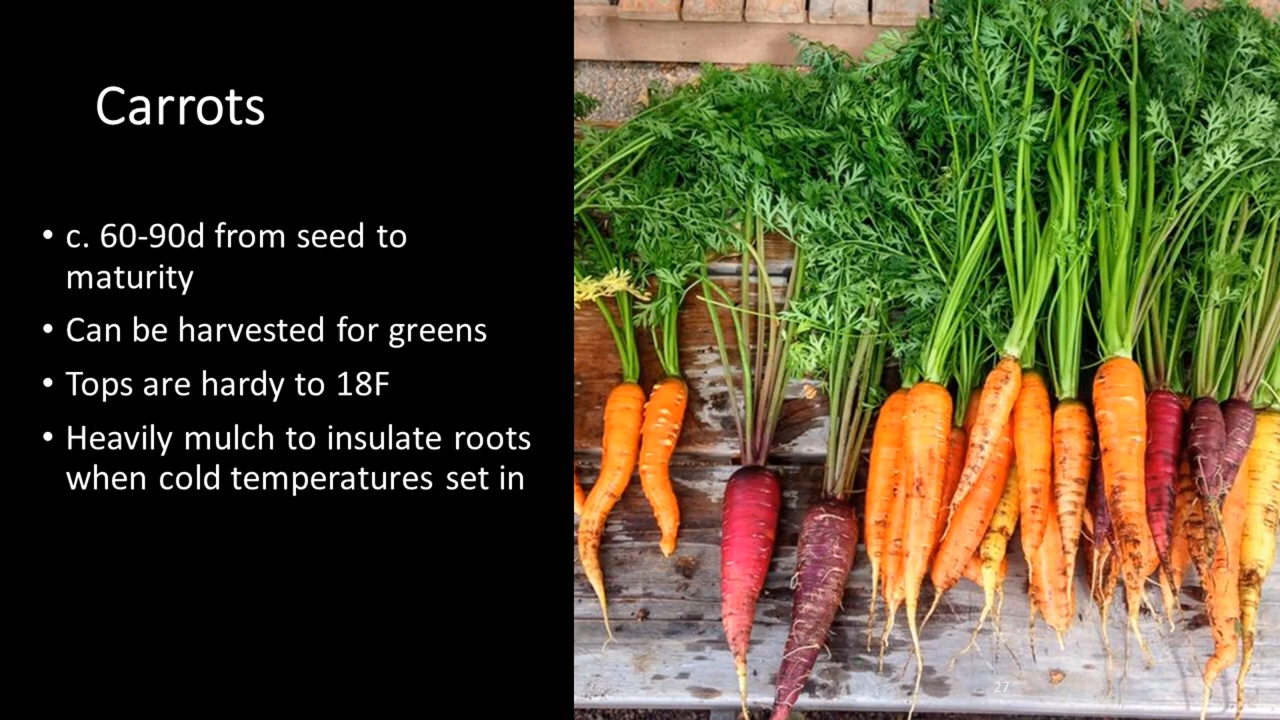 Carrots
• c. 60-90d from seed to
maturity
• Can be harvested for greens
• Tops are hardy to 18F
• Heavily mulch to insulate roots
when cold temperatures set in
27